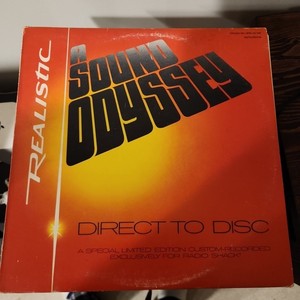 REALISTIC
A
SOUND
ODYSSEY
DIRECT TO DISC
A SPECIAL LIMITED EDITION CUSTOM-RECORDED
EXCLUSIVELY FOR RADIO SHACK